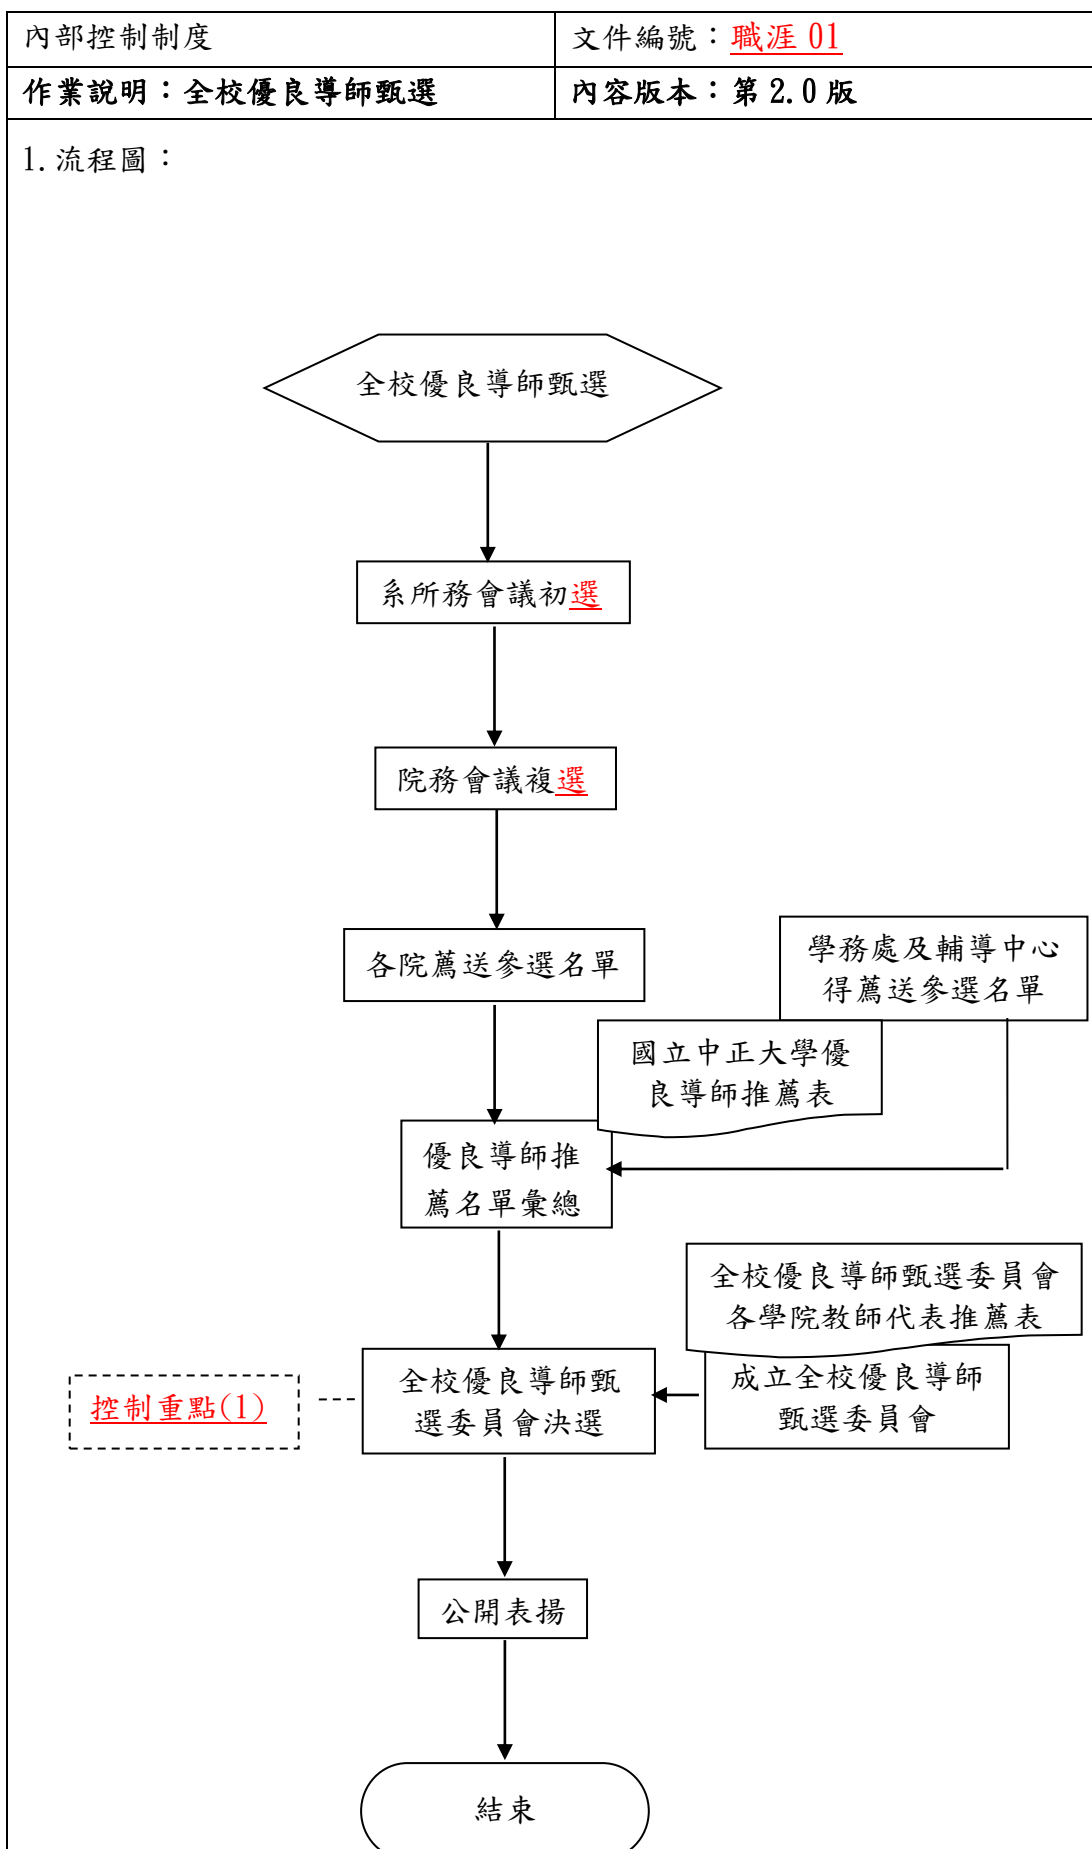 內部控制制度
文件編號：職涯 01
作業說明：全校優良導師甄選
內容版本：第 2.0 版
1.流程圖：
全校優良導師甄選
系所務會議初選
院務會議複選
各院薦送參選名單
學務處及輔導中心
得薦送參選名單
國立中正大學優
良導師推薦表
優良導師推
薦名單彙總
全校優良導師甄選委員會
各學院教師代表推薦表
成立全校優良導師
甄選委員會
全校優良導師甄
選委員會決選
控制重點(1)
公開表揚
結束